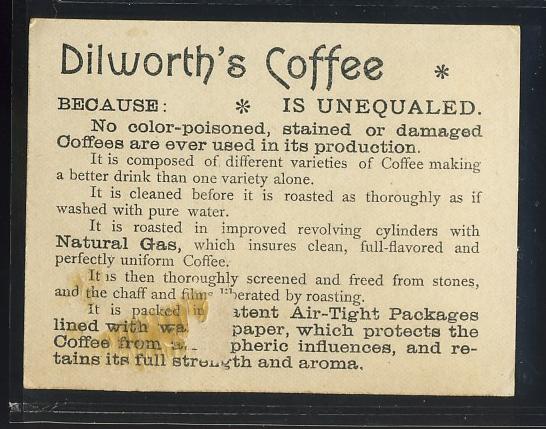 Dilworth's Coffee *
BECAUSE: * IS UNEQUALED.
No color-poisoned, stained or damaged
Coffees are ever used in its production.
It is composed of different varieties of Coffee making
a better drink than one variety alone.
It is cleaned before it is roasted as thoroughly as if
washed with pure water.
It is roasted in improved revolving cylinders with
Natural Gas, which insures clean, full-flavored and
perfectly uniform Coffee.
It is then thoroughly screened and freed from stones,
and the chaff and films liberated by roasting.
It is packed in Air-Tight Packages
lined with paper, which protects the
Coffee from influences, and re-
tains its full strength and aroma.